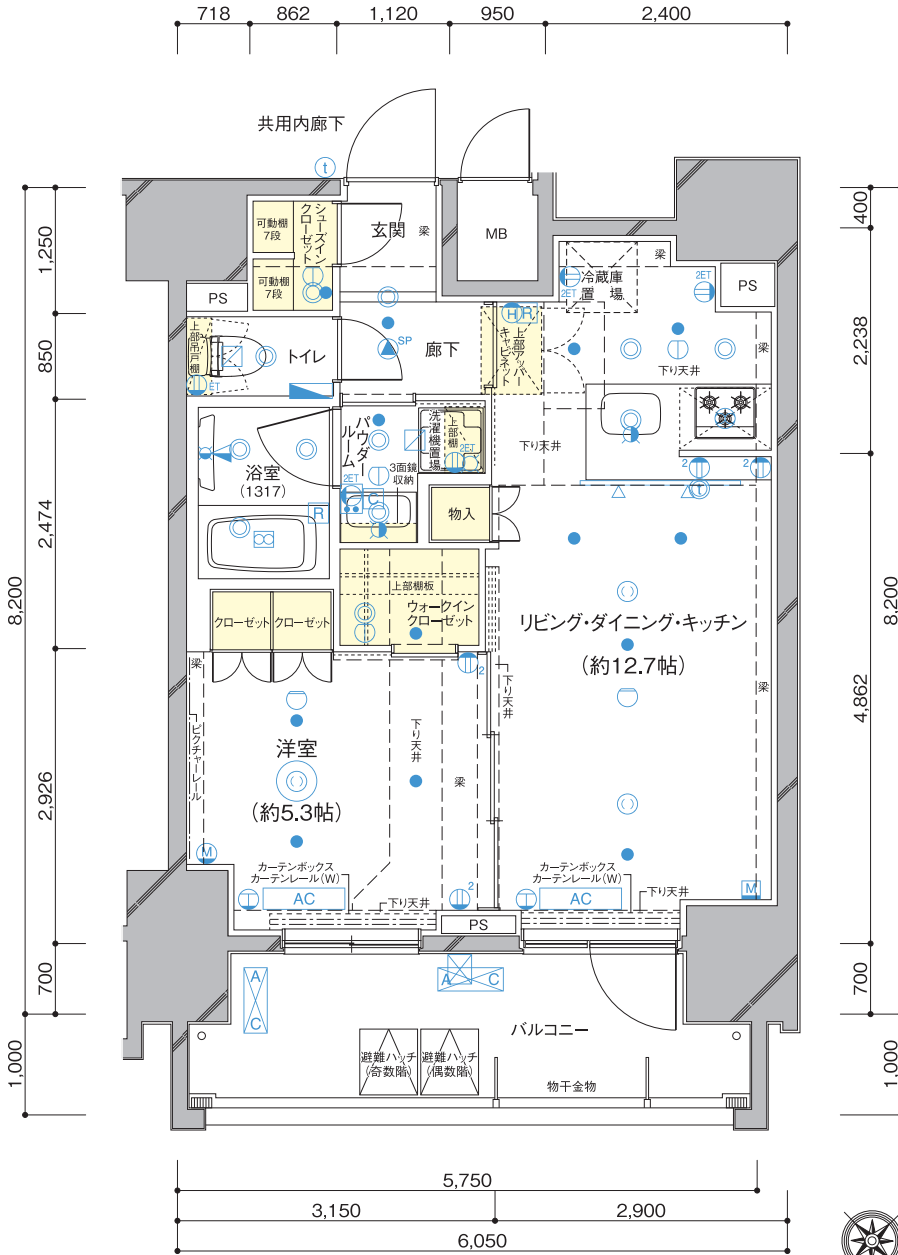 718 862 1,120 950 2,400
共用内廊下
t
可動棚
7段
可動棚
7段
シューズイン
クローゼット
玄関
梁
MB
冷蔵庫
置場
2ET
梁
2ET
PS
PS
上部吊戸棚
ET
トイレ
SP
廊下
H R
上部アッパー
キャビネット
下り天井
梁
下り天井
浴室
(1317)
R
パウダー
ルーム
2ET
C
3面鏡
収納
洗濯機置場
上部棚
2ET
物入
2
2
T
上部棚板
ウォークイン
クローゼット
クローゼット
クローゼット
リビング・ダイニング・キッチン
(約12.7帖)
梁
梁
ピクチャーレール
2
下り天井
下り天井
洋室
(約5.3帖)
梁
M
カーテンボックス
カーテンレール(W)
AC
下り天井
2
PS
カーテンボックス
カーテンレール(W)
AC
下り天井
M
A
C
A C
バルコニー
避難ハッチ
(奇数階)
避難ハッチ
(偶数階)
物干金物
1,250
850
2,474
2,926
700
8,200
1,000
400
2,238
4,862
700
8,200
1,000
5,750
3,150 2,900
6,050